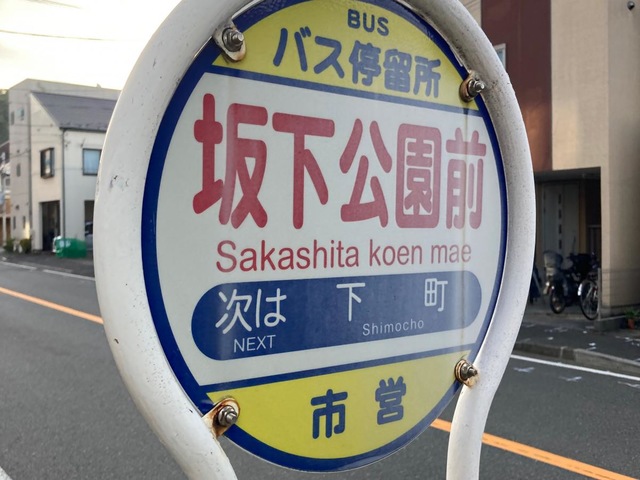 BUS
バス停留所
坂下公園前
Sakashita koen mae
次は 下町
NEXT Shimocho
市営